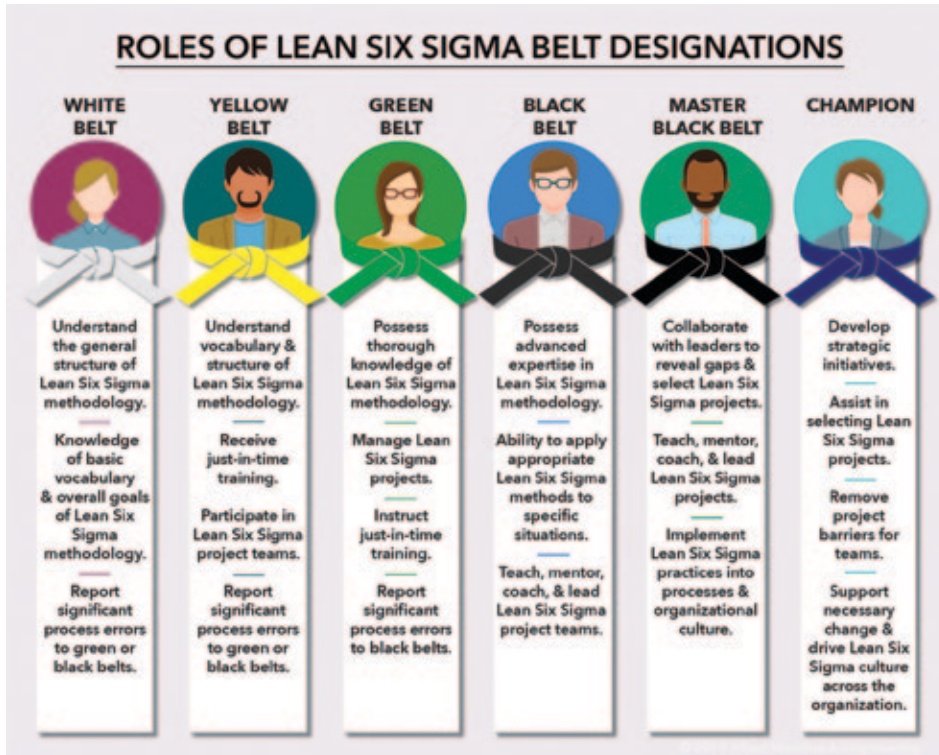 ROLES OF LEAN SIX SIGMA BELT DESIGNATIONS
WHITE
BELT
Understand
the general
structure of
Lean Six Sigma
methodology.
Knowledge
of basic
vocabulary
& overall goals
of Lean Six
Sigma
methodology.
Report
significant
process errors
to green or
black belts.
YELLOW
BELT
Understand
vocabulary &
structure of
Lean Six Sigma
methodology.
Receive
just-in-time
training.
Participate in
Lean Six Sigma
project teams.
Report
significant
process errors
to green or
black belts.
GREEN
BELT
Possess
thorough
knowledge of
Lean Six Sigma
methodology.
Manage Lean
Six Sigma
projects.
Instruct
just-in-time
training.
Report
significant
process errors
to black belts.
BLACK
BELT
Possess
advanced
expertise in
Lean Six Sigma
methodology.
Ability to apply
appropriate
Lean Six Sigma
methods to
specific
situations.
Teach, mentor,
coach, & lead
Lean Six Sigma
project teams.
MASTER
BLACK BELT
Collaborate
with leaders to
reveal gaps &
select Lean Six
Sigma projects.
Teach, mentor,
coach, & lead
Lean Six Sigma
projects.
Implement
Lean Six Sigma
practices into
processes &
organizational
culture.
CHAMPION
Develop
strategic
initiatives.
Assist in
selecting Lean
Six Sigma
projects.
Remove
project
barriers for
teams.
Support
necessary
change &
drive Lean Six
Sigma culture
across the
organization.